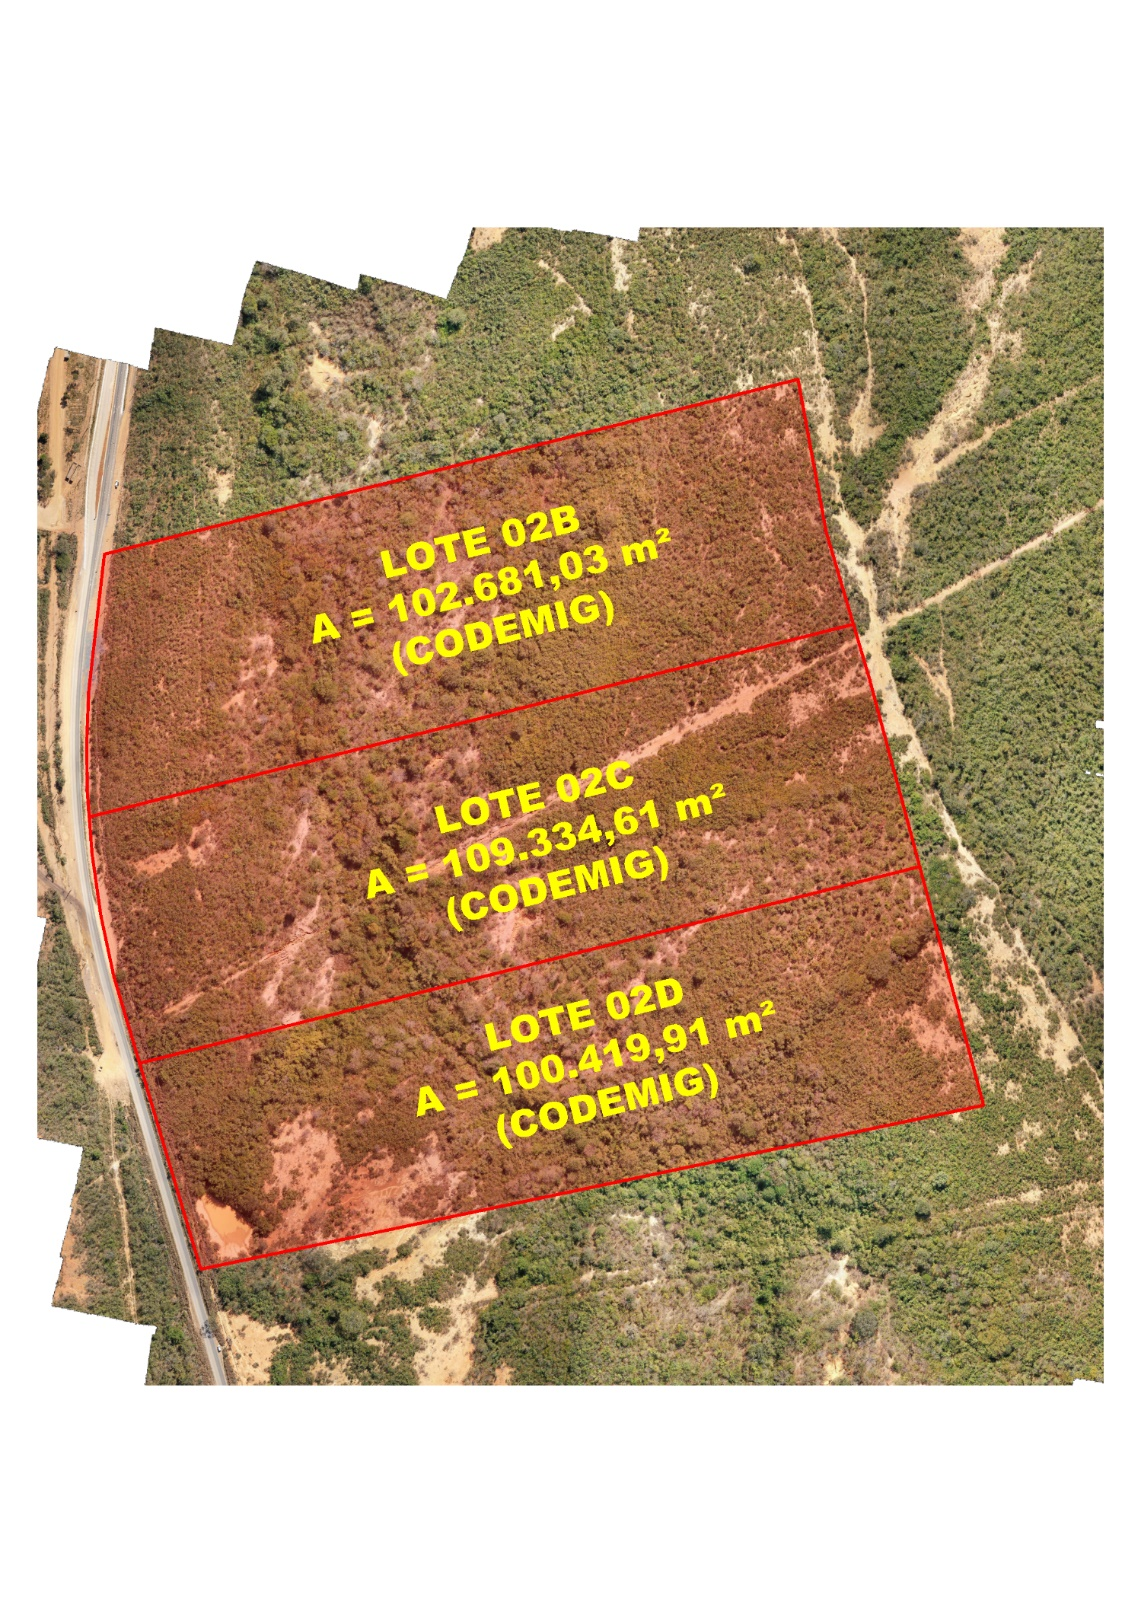 LOTE 02B
A = 102.681,03 m²
(CODEMIG)
LOTE 02C
A = 109.334,61 m²
(CODEMIG)
LOTE 02D
A = 100.419,91 m²
(CODEMIG)